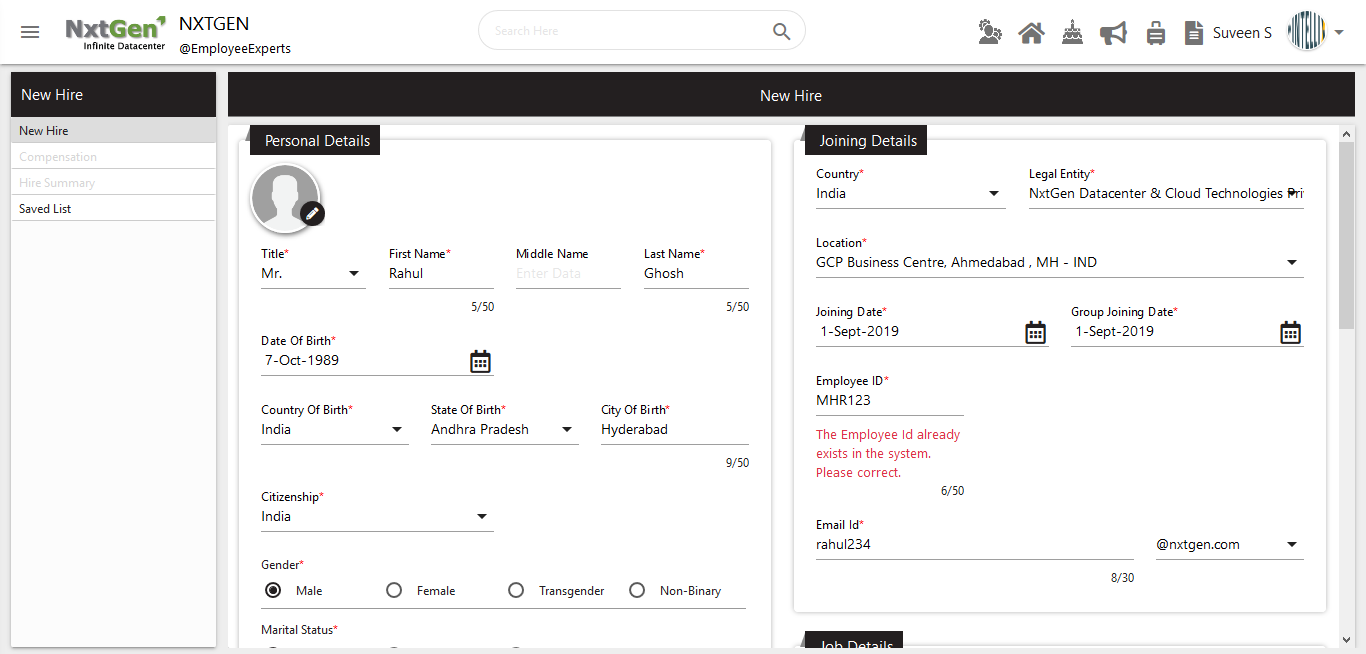 NxtGen
Infinite Datacenter
NXTGEN
@EmployeeExperts
Search Here
Suveen S
INTELLI
New Hire
New Hire
Compensation
Hire Summary
Saved List
New Hire
Personal Details
Title*
First Name*
Middle Name
Last Name*
Mr.
Rahul
Enter Data
Ghosh
5/50
5/50
Date Of Birth*
7-Oct-1989
Country Of Birth*
State Of Birth*
City Of Birth*
India
Andhra Pradesh
Hyderabad
9/50
Citizenship*
India
Gender*
Male
Female
Transgender
Non-Binary
Marital Status*
Joining Details
Country*
Legal Entity*
India
NxtGen Datacenter & Cloud Technologies Pri
Location*
GCP Business Centre, Ahmedabad , MH - IND
Joining Date*
Group Joining Date*
1-Sept-2019
1-Sept-2019
Employee ID*
MHR123
The Employee Id already
exists in the system.
Please correct.
6/50
Email Id*
rahul234
@nxtgen.com
8/30
Job Details